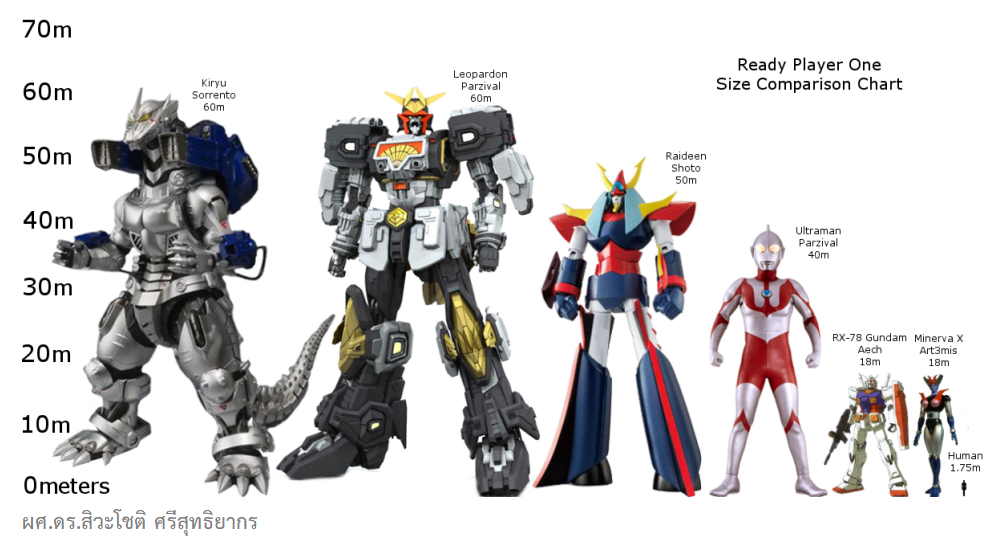 70m
60m
50m
40m
30m
20m
10m
0meters
Ready Player One
Size Comparison Chart
Kiryu
Sorrento
60m
Leopardon
Parzival
60m
Raideen
Shoto
50m
Ultraman
Parzival
40m
RX-78 Gundam
Aech
18m
Minerva X
Art3mis
18m
Human
1.75m
ผศ.ดร.สิวะโชติ ศรีสุทธิยากร